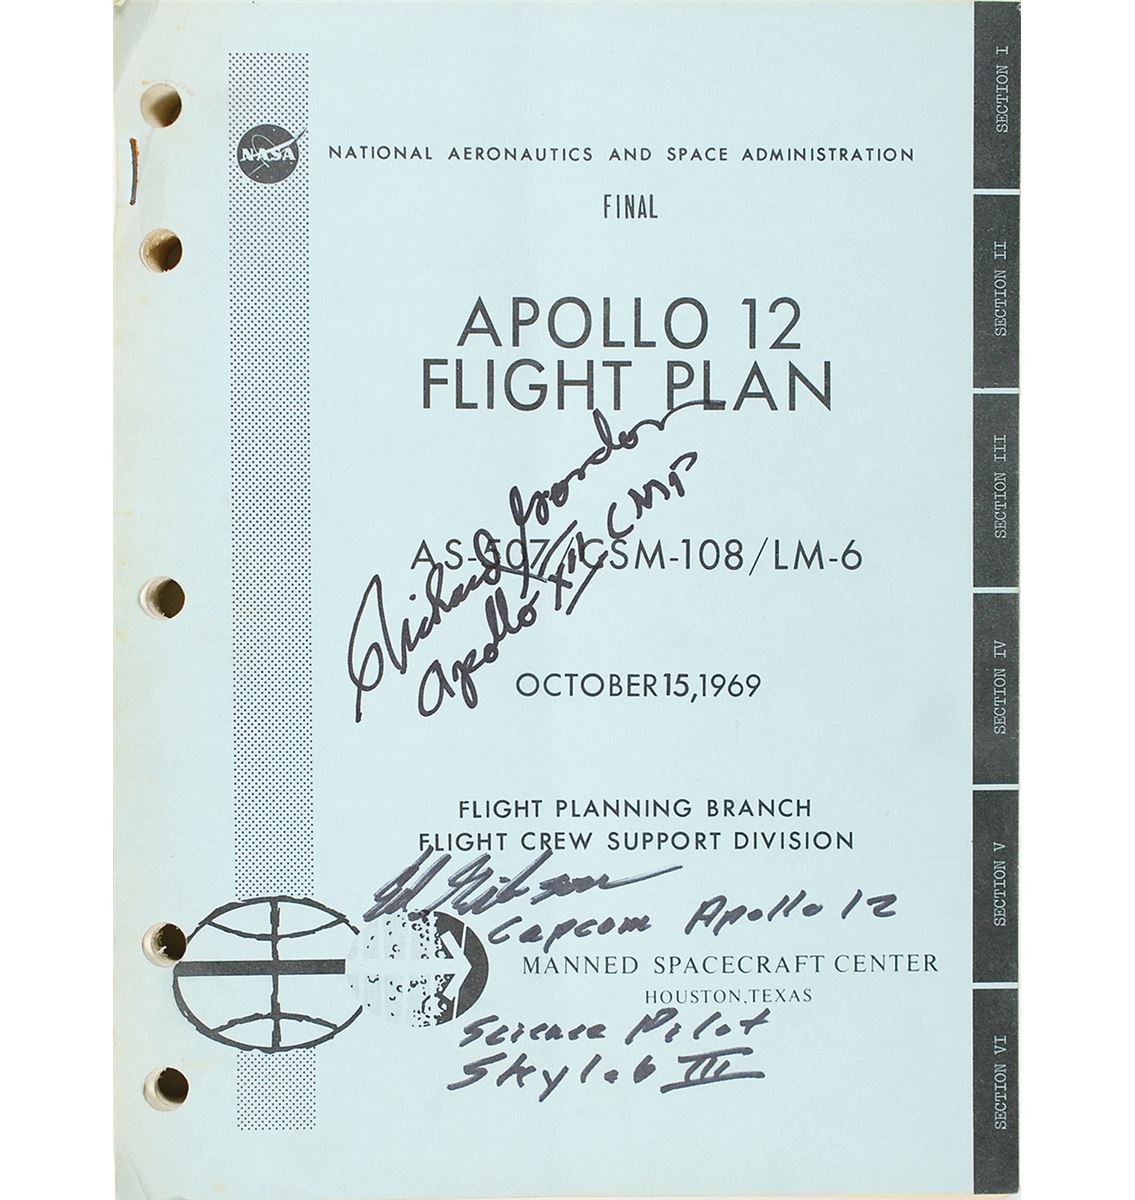 NASA
NATIONAL AERONAUTICS AND SPACE ADMINISTRATION
FINAL
APOLLO 12
FLIGHT PLAN
Richard Gordon
Apollo XII CMP
AS-507/CSM-108/LM-6
OCTOBER 15, 1969
FLIGHT PLANNING BRANCH
FLIGHT CREW SUPPORT DIVISION
Ed Gibson
Capcom Apollo 12
MANNED SPACECRAFT CENTER
HOUSTON, TEXAS
Science Pilot
Skylab III
SECTION I
SECTION II
SECTION III
SECTION IV
SECTION V
SECTION VI